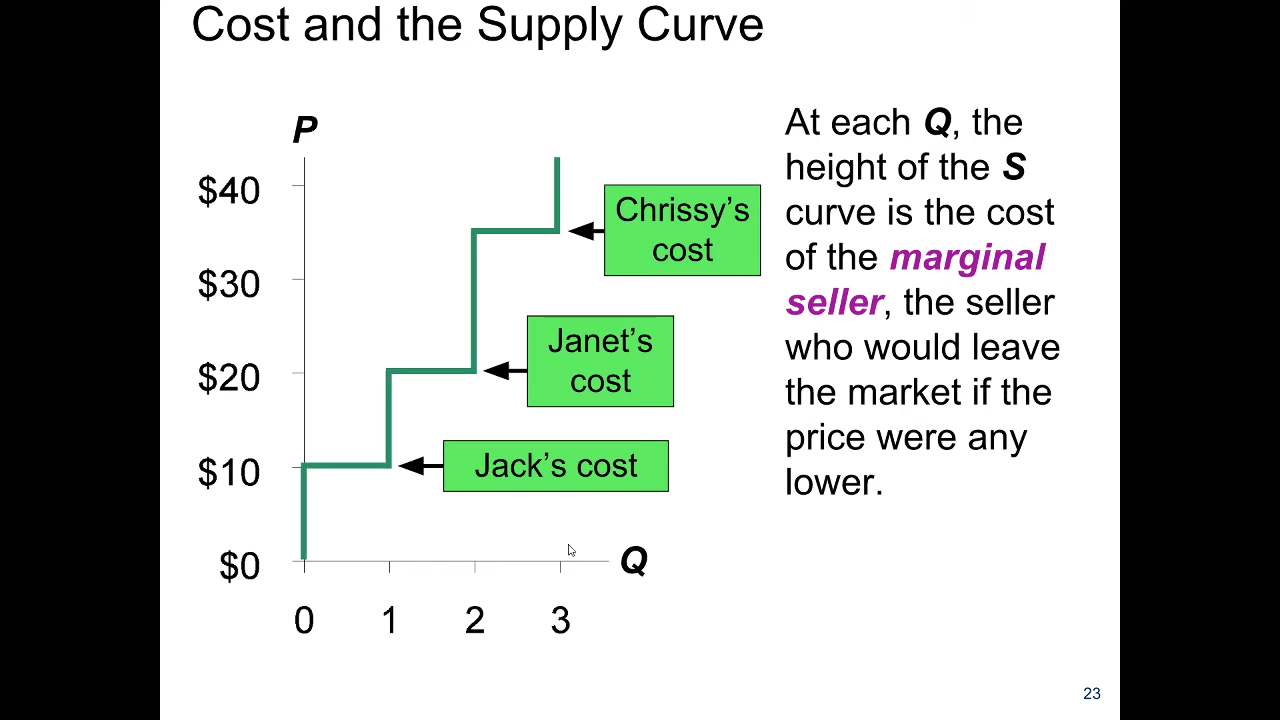 Cost and the Supply Curve
P
$40
$30
$20
$10
$0
0 1 2 3
Q
Chrissy’s
cost
Janet’s
cost
Jack’s cost
At each Q, the
height of the S
curve is the cost
of the marginal
seller, the seller
who would leave
the market if the
price were any
lower.
23